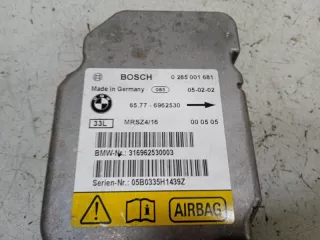 BOSCH 0 285 001 681
Made in Germany 05-02-02
65.77 - 6962530
33L MRSZ4/16 00 05 05
BMW-Nr.: 316962530003
Serien-Nr.: 05B0335H1439Z
AIRBAG